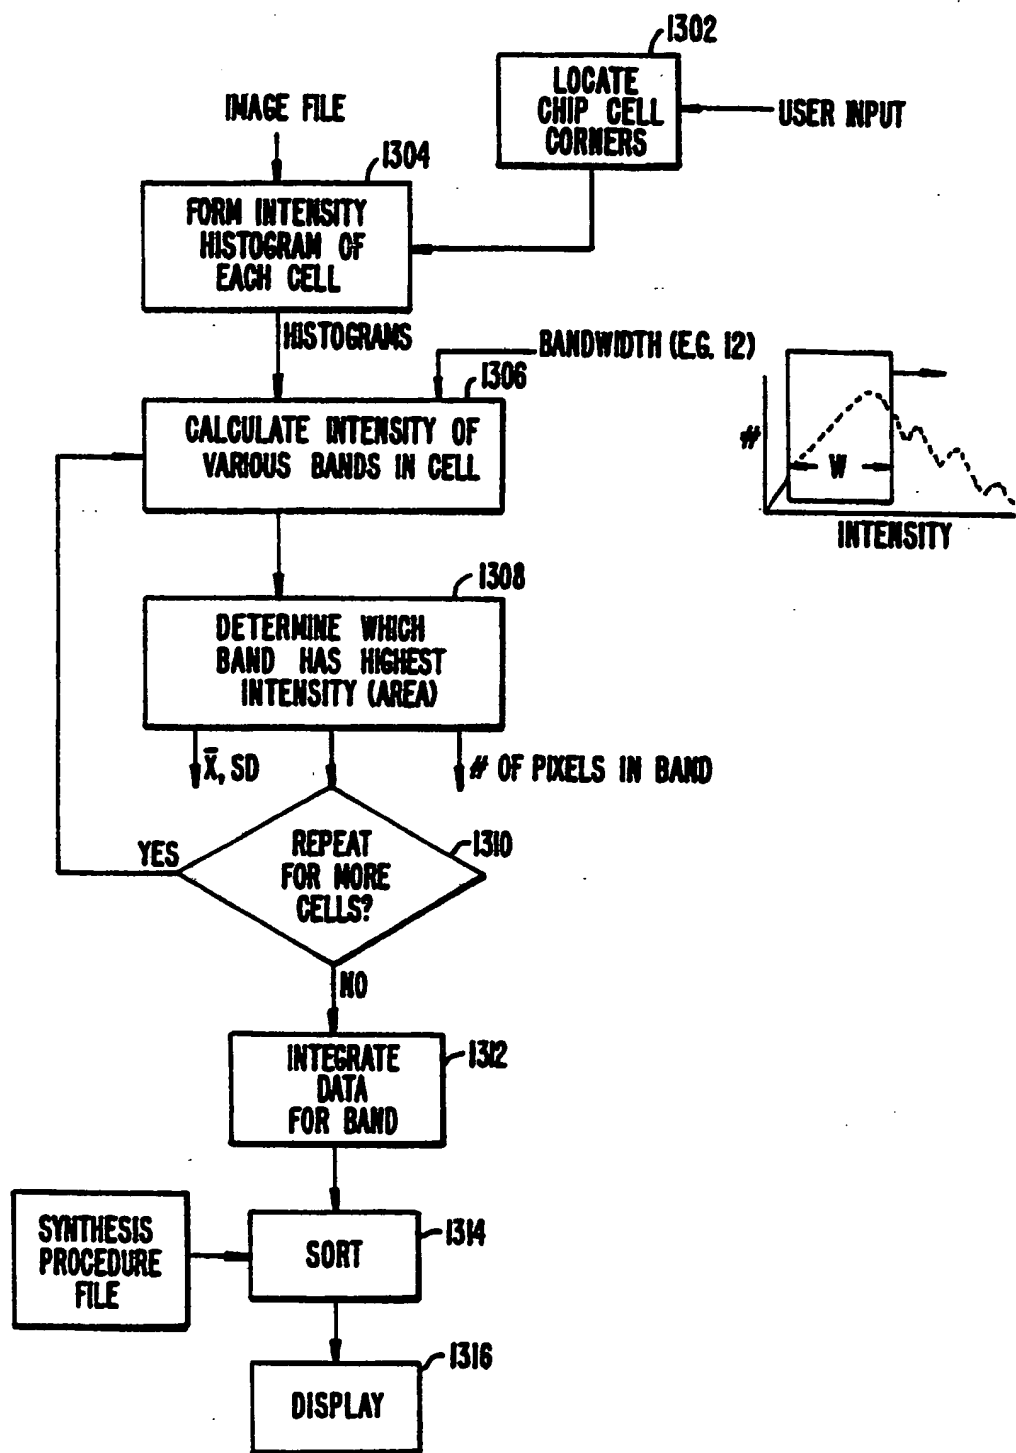 1302
LOCATE
CHIP CELL
CORNERS
USER INPUT
IMAGE FILE
1304
FORM INTENSITY
HISTOGRAM OF
EACH CELL
HISTOGRAMS
BANDWIDTH (E.G. 12)
1306
CALCULATE INTENSITY OF
VARIOUS BANDS IN CELL
#
W
INTENSITY
1308
DETERMINE WHICH
BAND HAS HIGHEST
INTENSITY (AREA)
X̄, SD
# OF PIXELS IN BAND
1310
YES
REPEAT
FOR MORE
CELLS?
NO
1312
INTEGRATE
DATA
FOR BAND
SYNTHESIS
PROCEDURE
FILE
1314
SORT
1316
DISPLAY